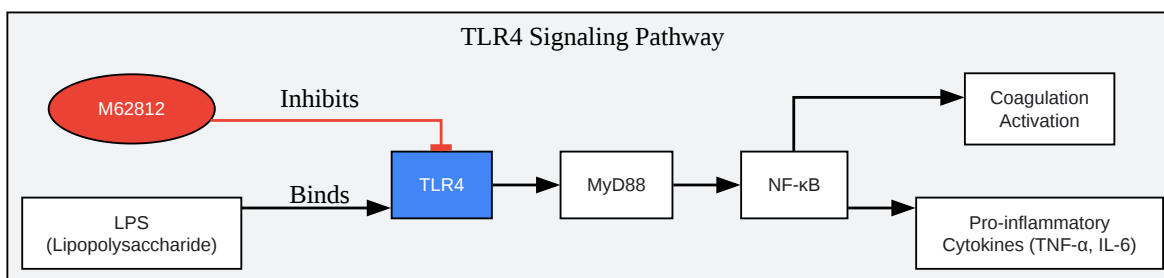 TLR4 Signaling Pathway
M62812
Inhibits
Coagulation
Activation
TLR4
MyD88
NF-κB
Binds
LPS
(Lipopolysaccharide)
Pro-inflammatory
Cytokines (TNF-α, IL-6)